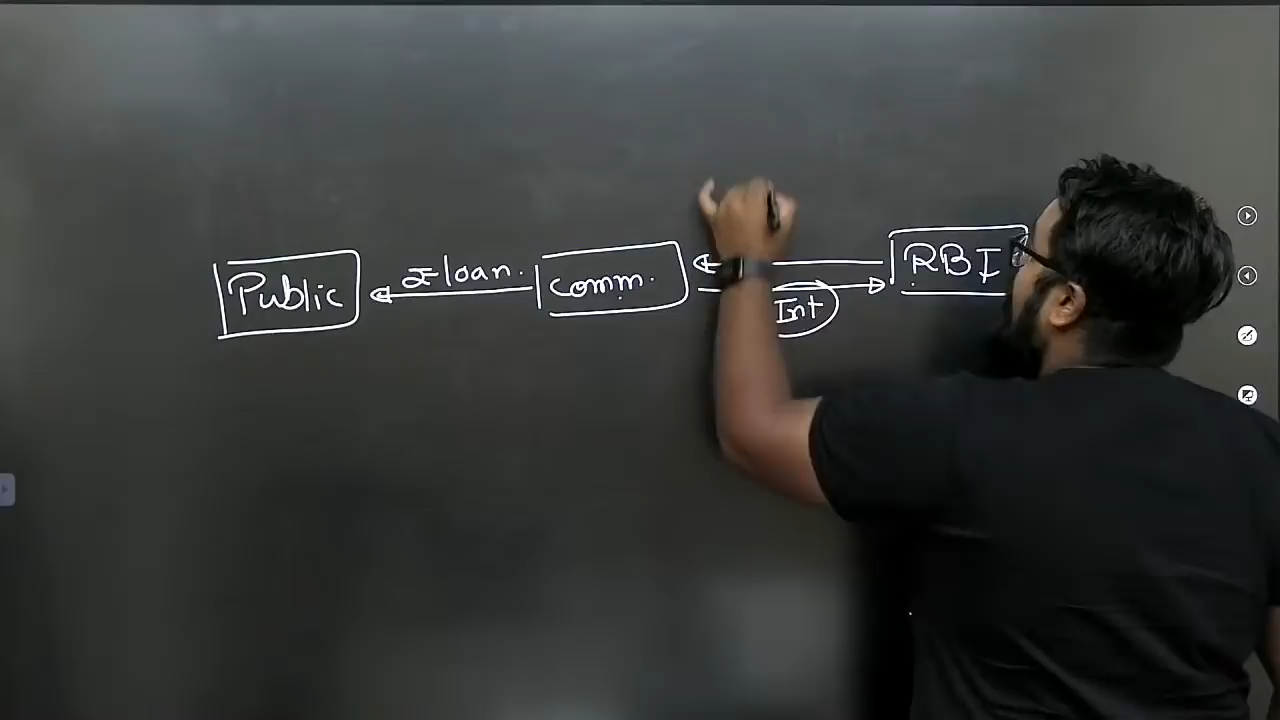 Public
₹ loan.
comm.
RBI
Int